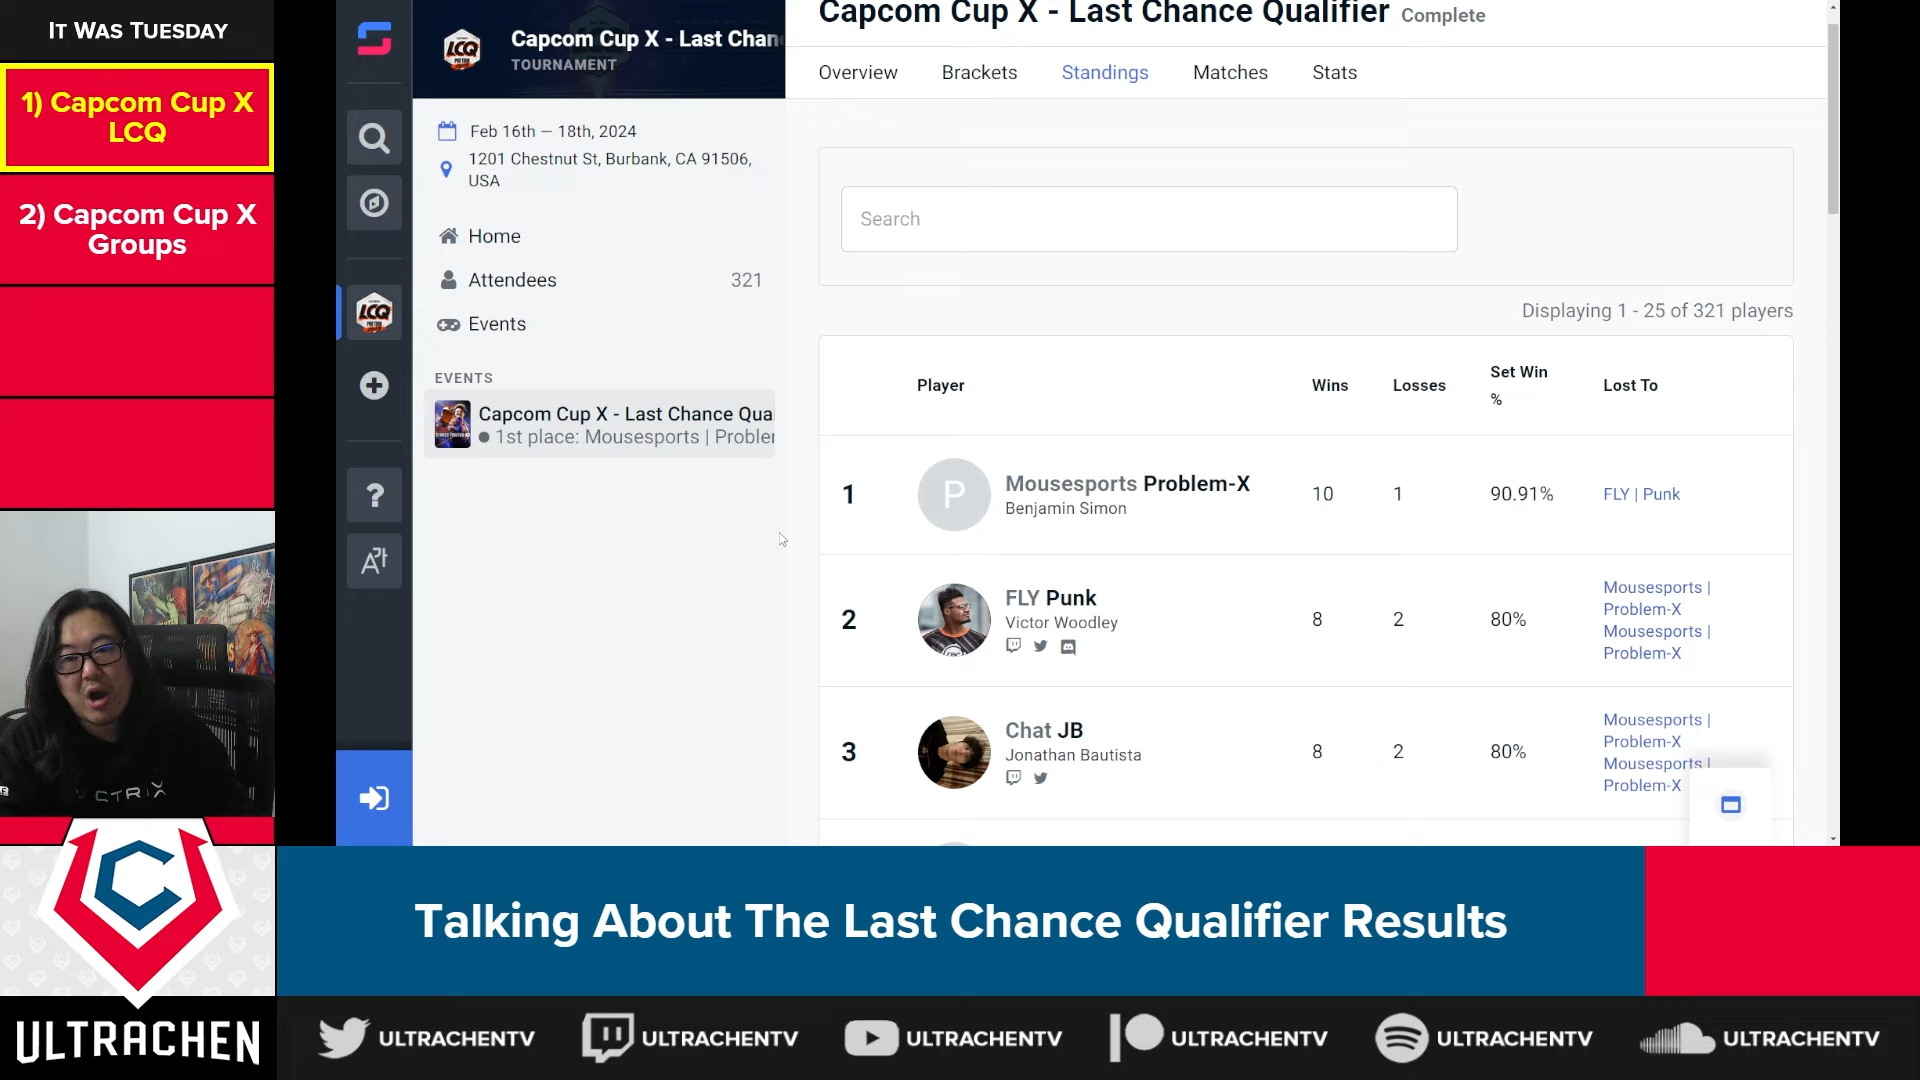 IT WAS TUESDAY
1) Capcom Cup X
LCQ
2) Capcom Cup X
Groups
LCQ
Capcom Cup X - Last Chan
TOURNAMENT
Feb 16th — 18th, 2024
1201 Chestnut St, Burbank, CA 91506,
USA
Home
Attendees 321
Events
EVENTS
Capcom Cup X - Last Chance Qua
1st place: Mousesports | Probler
LCQ
?
Capcom Cup X - Last Chance Qualifier Complete
Overview Brackets Standings Matches Stats
Search
Displaying 1 - 25 of 321 players
Player Wins Losses Set Win % Lost To
1 P Mousesports Problem-X 10 1 90.91% FLY | Punk
Benjamin Simon
2 FLY Punk 8 2 80%
Victor Woodley
Mousesports |
Problem-X
Mousesports |
Problem-X
3 Chat JB 8 2 80%
Jonathan Bautista
Mousesports |
Problem-X
Mousesports |
Problem-X
Talking About The Last Chance Qualifier Results
ULTRACHEN
ULTRACHENTV ULTRACHENTV ULTRACHENTV ULTRACHENTV ULTRACHENTV ULTRACHENTV